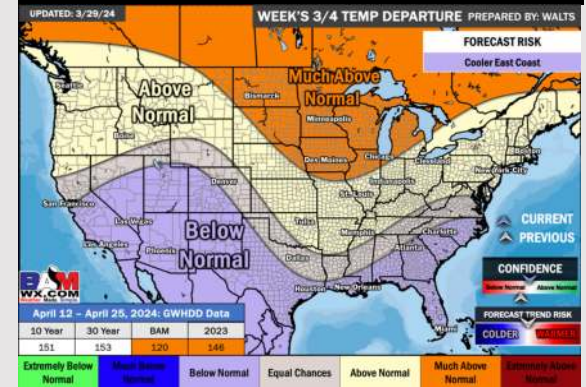 UPDATED: 3/29/24
WEEK'S 3/4 TEMP DEPARTURE PREPARED BY: WALTS
FORECAST RISK
Cooler East Coast
Much Above
Normal
Above
Normal
Seattle
Bismarck
Minneapolis
Boise
Des Moines
Chicago
Cleveland
Boston
New York City
Indianapolis
Denver
St. Louis
San Francisco
Las Vegas
Tulsa
Memphis
Charlotte
Below
Normal
Los Angeles
Phoenix
Dallas
Atlanta
Houston
New Orleans
Miami
CURRENT
PREVIOUS
CONFIDENCE
Below Normal
Above Normal
FORECAST TREND RISK
COLDER
WARMER
BAM
WX.COM
Weather Made Simple
April 12 – April 25, 2024: GWHDD Data
10 Year 30 Year BAM 2023
151 153 120 146
Extremely Below
Normal
Much Below
Normal
Below Normal
Equal Chances
Above Normal
Much Above
Normal
Extremely Above
Normal